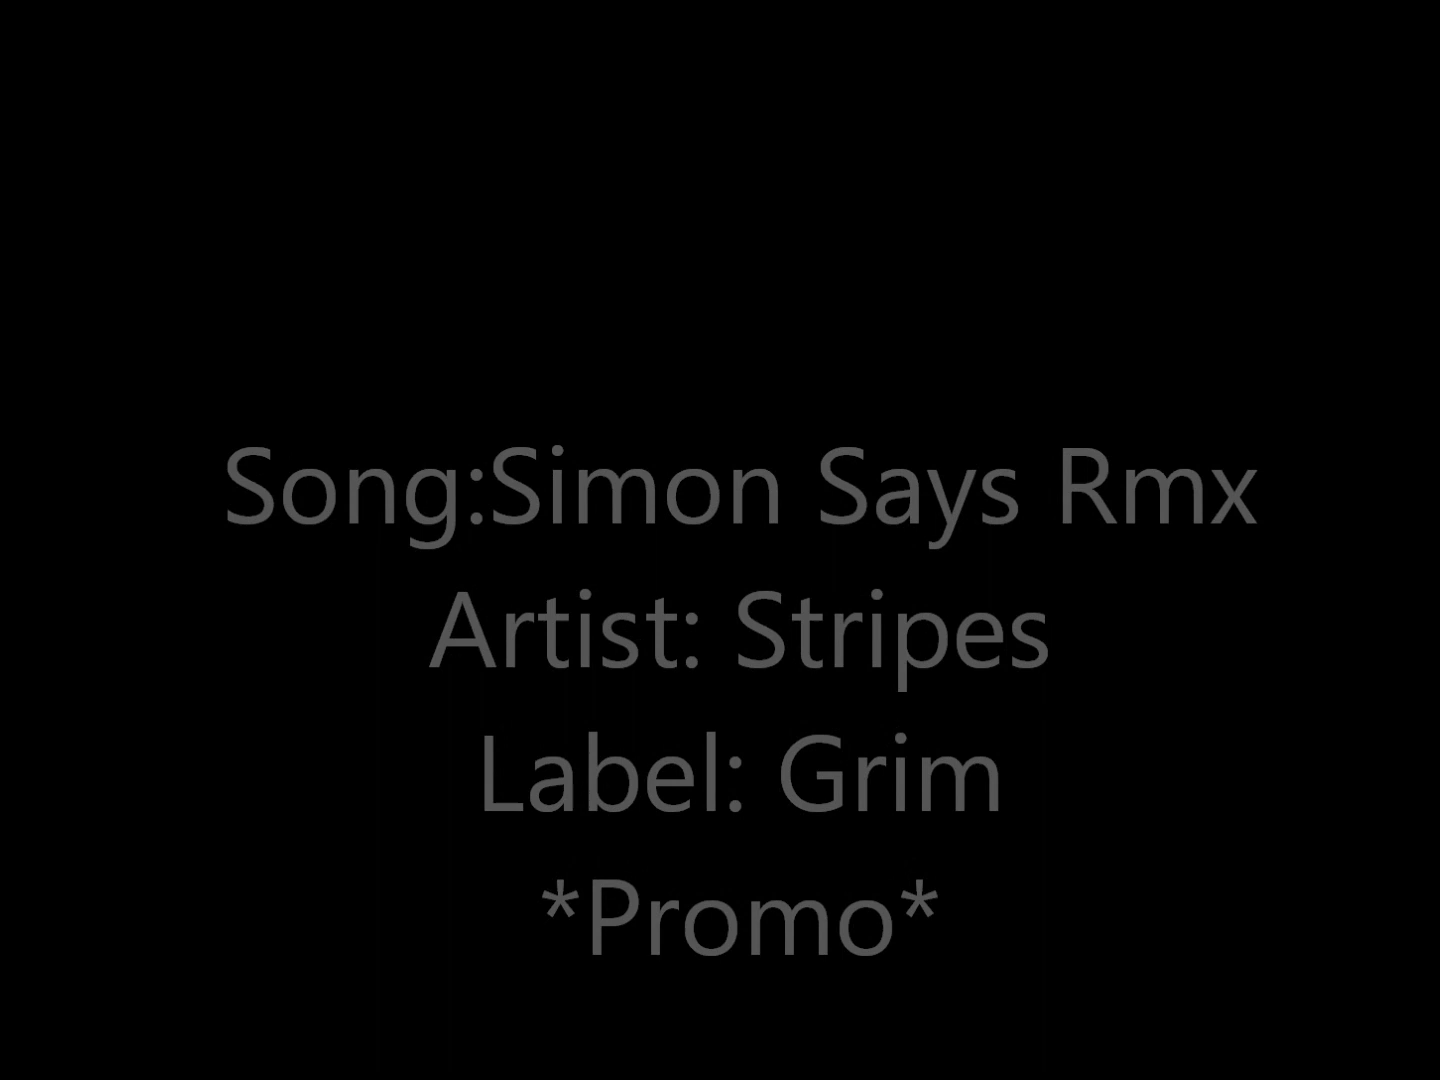 Song:Simon Says Rmx
Artist: Stripes
Label: Grim
*Promo*